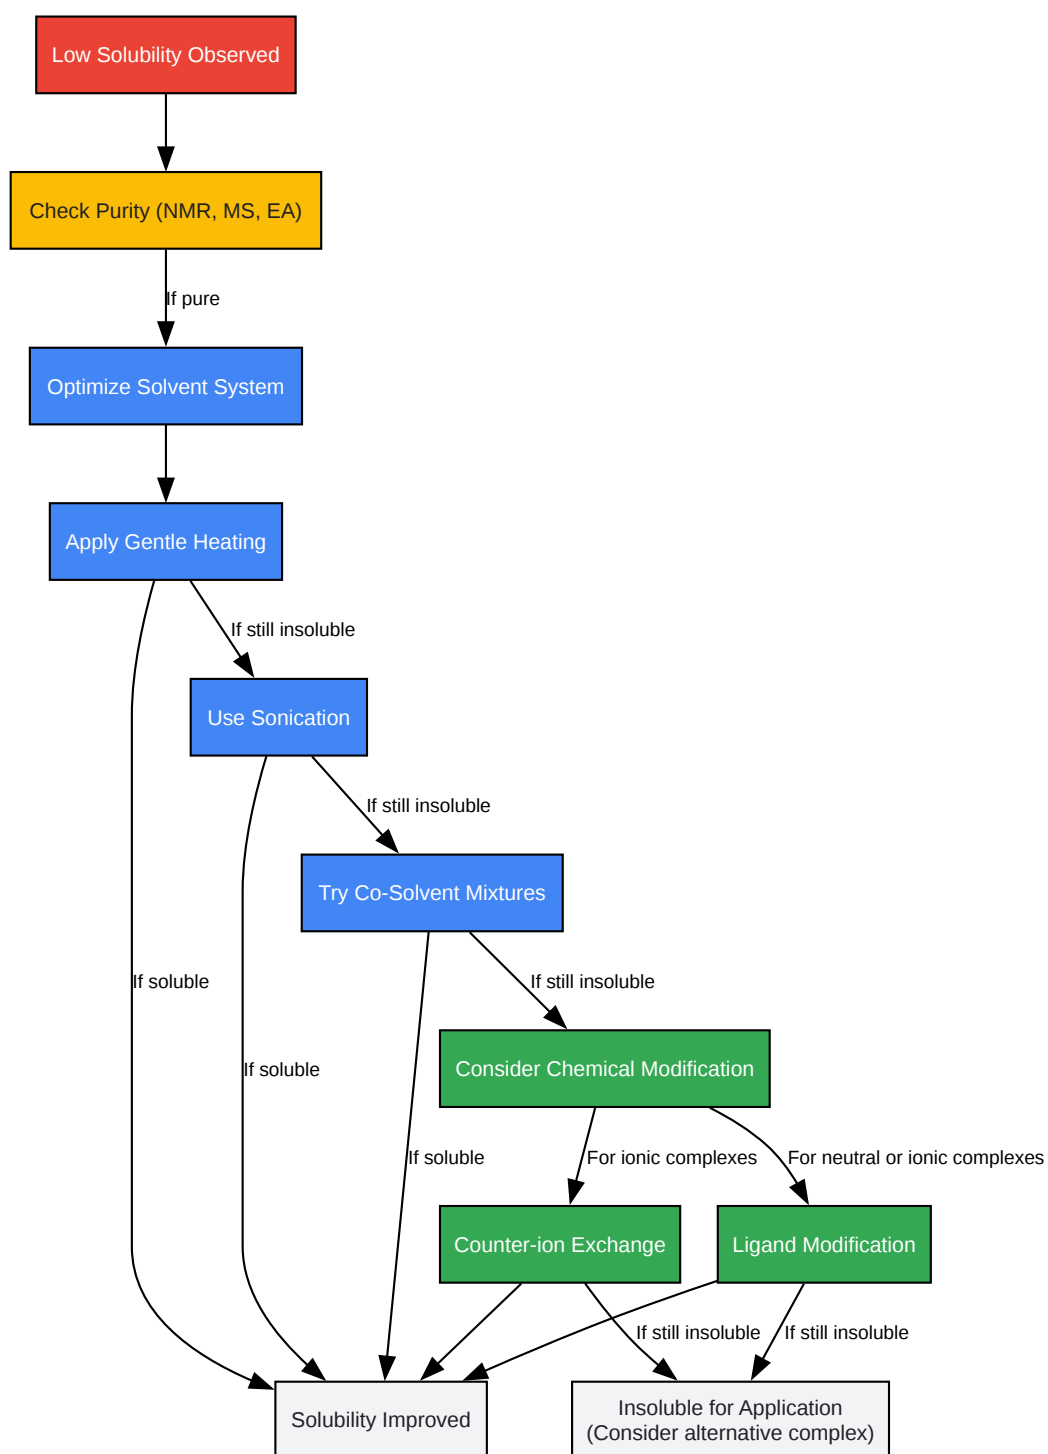 Low Solubility Observed
Check Purity (NMR, MS, EA)
If pure
Optimize Solvent System
Apply Gentle Heating
If still insoluble
Use Sonication
If still insoluble
Try Co-Solvent Mixtures
If soluble
If still insoluble
Consider Chemical Modification
If soluble
If soluble
For ionic complexes
For neutral or ionic complexes
Counter-ion Exchange
Ligand Modification
If still insoluble
If still insoluble
Solubility Improved
Insoluble for Application
(Consider alternative complex)